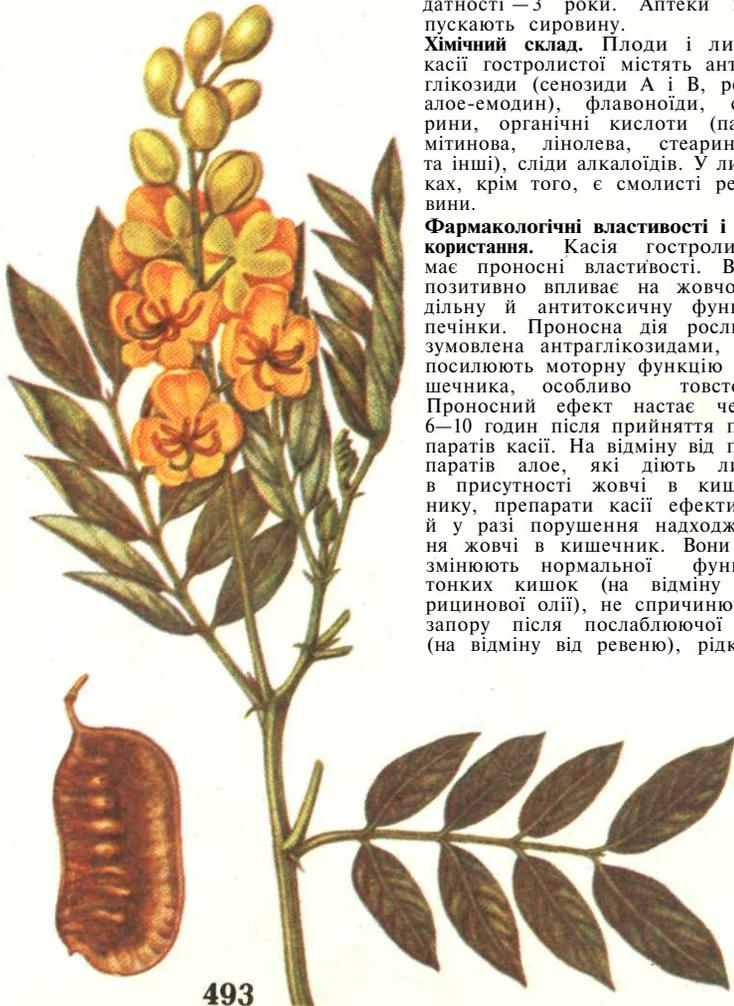 датності — 3 роки. Аптеки
пускають сировину.
Хімічний склад. Плоди і ли
касії гостролистої містять ант
глікозиди (сенозиди А і В, ре
алое-емодин), флавоноїди, с
рини, органічні кислоти (па
мітинова, лінолева, стеарин
та інші), сліди алкалоїдів. У ли
ках, крім того, є смолисті ре
вини.
Фармакологічні властивості і
користання. Касія гостроли
має проносні властивості. В
позитивно впливає на жовчо
дільну й антитоксичну фун
печінки. Проносна дія росли
зумовлена антраглікозидами,
посилюють моторну функцію
шечника, особливо товсто
Проносний ефект настає че
6—10 годин після прийняття п
паратів касії. На відміну від п
паратів алое, які діють ли
в присутності жовчі в киш
нику, препарати касії ефекти
й у разі порушення надходж
ня жовчі в кишечник. Вони
змінюють нормальної фун
тонких кишок (на відміну
рицинової олії), не спричиню
запору після послаблюючої
(на відміну від ревеню), рідк
493